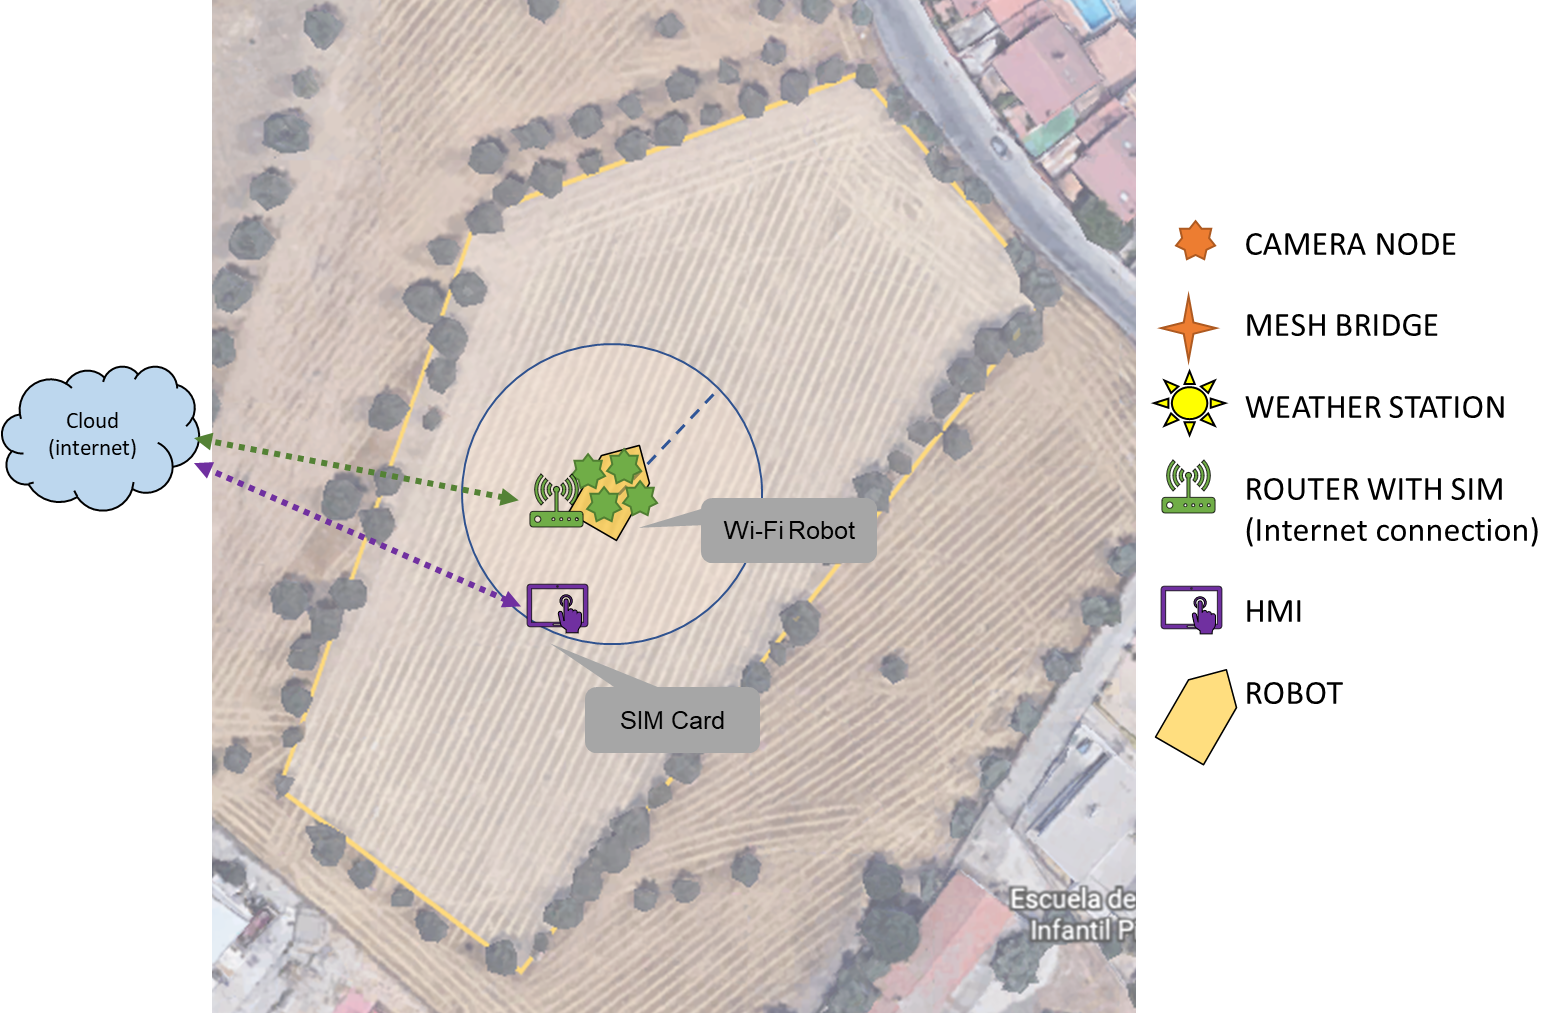 Cloud
(internet)
Wi-Fi Robot
SIM Card
Escuela de
Infantil P
CAMERA NODE
MESH BRIDGE
WEATHER STATION
ROUTER WITH SIM
(Internet connection)
HMI
ROBOT